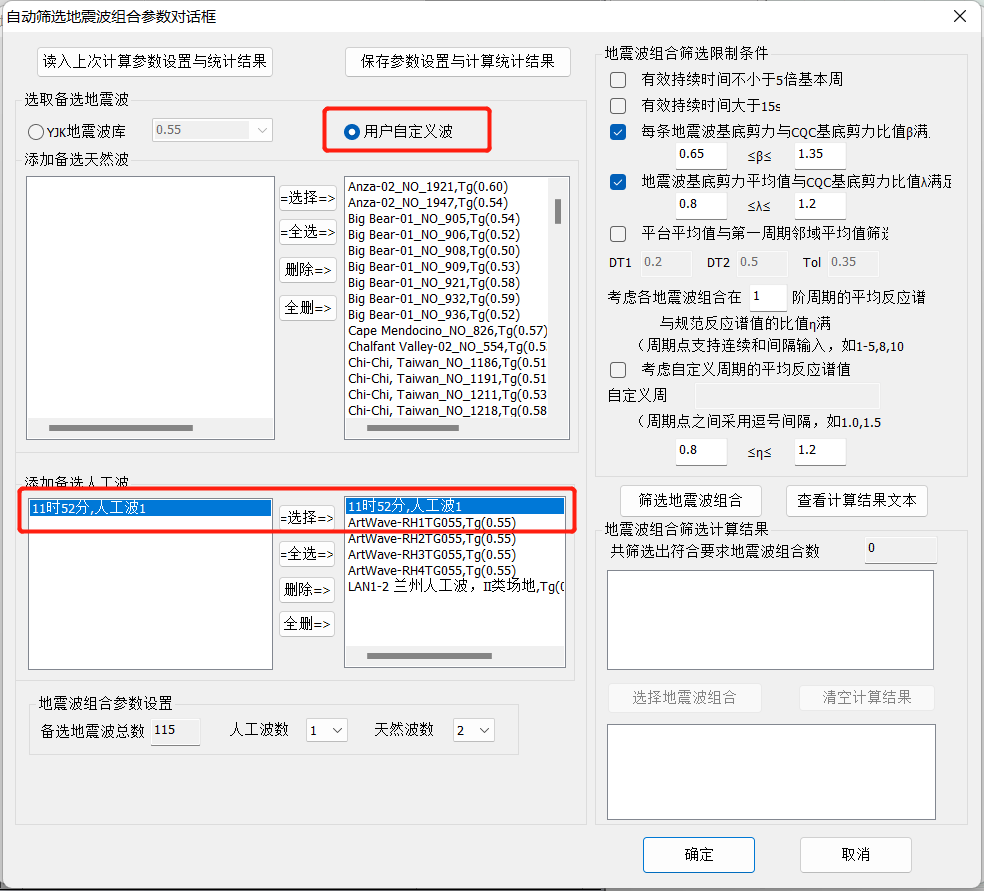 自动筛选地震波组合参数对话框
读入上次计算参数设置与统计结果
保存参数设置与计算统计结果
选取备选地震波
YJK地震波库
0.55
用户自定义波
添加备选天然波
=选择=>
=全选=>
删除=>
全删=>
Anza-02_NO_1921,Tg(0.60)
Anza-02_NO_1947,Tg(0.54)
Big Bear-01_NO_905,Tg(0.54)
Big Bear-01_NO_906,Tg(0.52)
Big Bear-01_NO_908,Tg(0.50)
Big Bear-01_NO_909,Tg(0.53)
Big Bear-01_NO_921,Tg(0.58)
Big Bear-01_NO_932,Tg(0.59)
Big Bear-01_NO_936,Tg(0.52)
Cape Mendocino_NO_826,Tg(0.57)
Chalfant Valley-02_NO_554,Tg(0.5
Chi-Chi, Taiwan_NO_1186,Tg(0.51
Chi-Chi, Taiwan_NO_1191,Tg(0.51
Chi-Chi, Taiwan_NO_1211,Tg(0.53
Chi-Chi, Taiwan_NO_1218,Tg(0.58
添加备选人工波
11时52分,人工波1
=选择=>
=全选=>
删除=>
全删=>
11时52分,人工波1
ArtWave-RH1TG055,Tg(0.55)
ArtWave-RH2TG055,Tg(0.55)
ArtWave-RH3TG055,Tg(0.55)
ArtWave-RH4TG055,Tg(0.55)
LAN1-2 兰州人工波，II类场地,Tg(0
地震波组合参数设置
备选地震波总数 115
人工波数 1
天然波数 2
地震波组合筛选限制条件
有效持续时间不小于5倍基本周
有效持续时间大于15s
每条地震波基底剪力与CQC基底剪力比值β满
0.65 ≤β≤ 1.35
地震波基底剪力平均值与CQC基底剪力比值λ满足
0.8 ≤λ≤ 1.2
平台平均值与第一周期邻域平均值筛选
DT1 0.2 DT2 0.5 Tol 0.35
考虑各地震波组合在 1 阶周期的平均反应谱
与规范反应谱值的比值η满
（周期点支持连续和间隔输入，如1-5,8,10
考虑自定义周期的平均反应谱值
自定义周
（周期点之间采用逗号间隔，如1.0,1.5
0.8 ≤η≤ 1.2
筛选地震波组合
查看计算结果文本
地震波组合筛选计算结果
共筛选出符合要求地震波组合数 0
选择地震波组合
清空计算结果
确定
取消